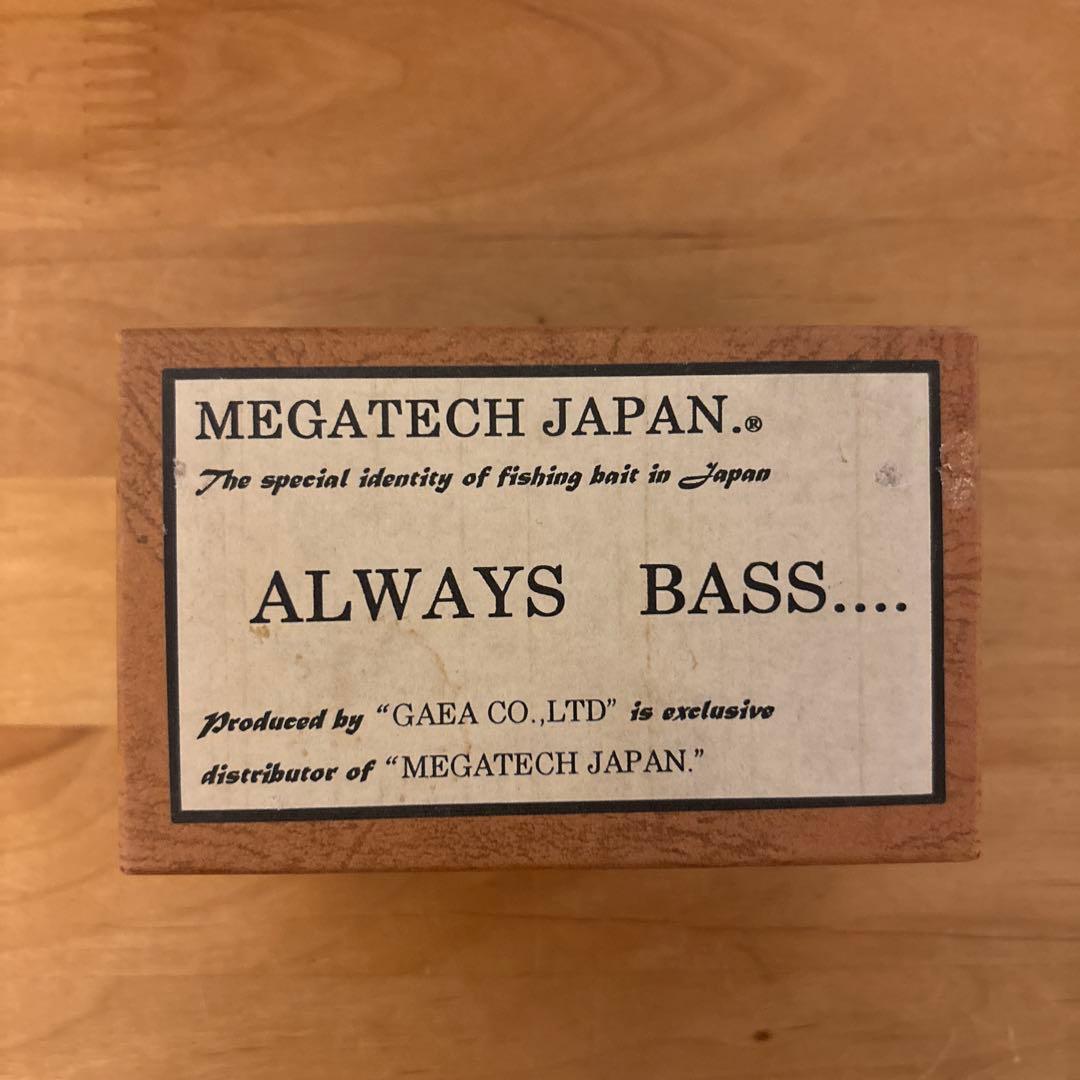 MEGATECH JAPAN.®
The special identity of fishing bait in Japan
ALWAYS BASS....
Produced by “GAEA CO.,LTD” is exclusive
distributor of “MEGATECH JAPAN.”